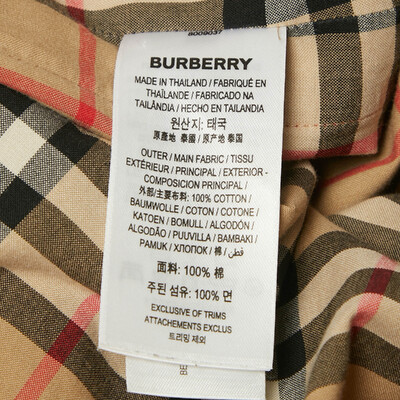 8008037
BURBERRY
MADE IN THAILAND / FABRIQUÉ EN
THAÏLANDE / FABRICADO NA
TAILÂNDIA / HECHO EN TAILANDIA
원산지: 태국
原產地 泰國 / 原产地 泰国
OUTER / MAIN FABRIC / TISSU
EXTÉRIEUR / PRINCIPAL / EXTERIOR -
COMPOSICION PRINCIPAL /
外部/主要布料: 100% COTTON /
BAUMWOLLE / COTON / COTONE /
KATOEN / BOMULL / ALGODÓN /
ALGODÃO / PUUVILLA / BAMBAKI /
PAMUK / ХЛОПОК / 棉 / قطن
面料: 100% 棉
주된 섬유: 100% 면
EXCLUSIVE OF TRIMS
ATTACHEMENTS EXCLUS
트리밍 제외